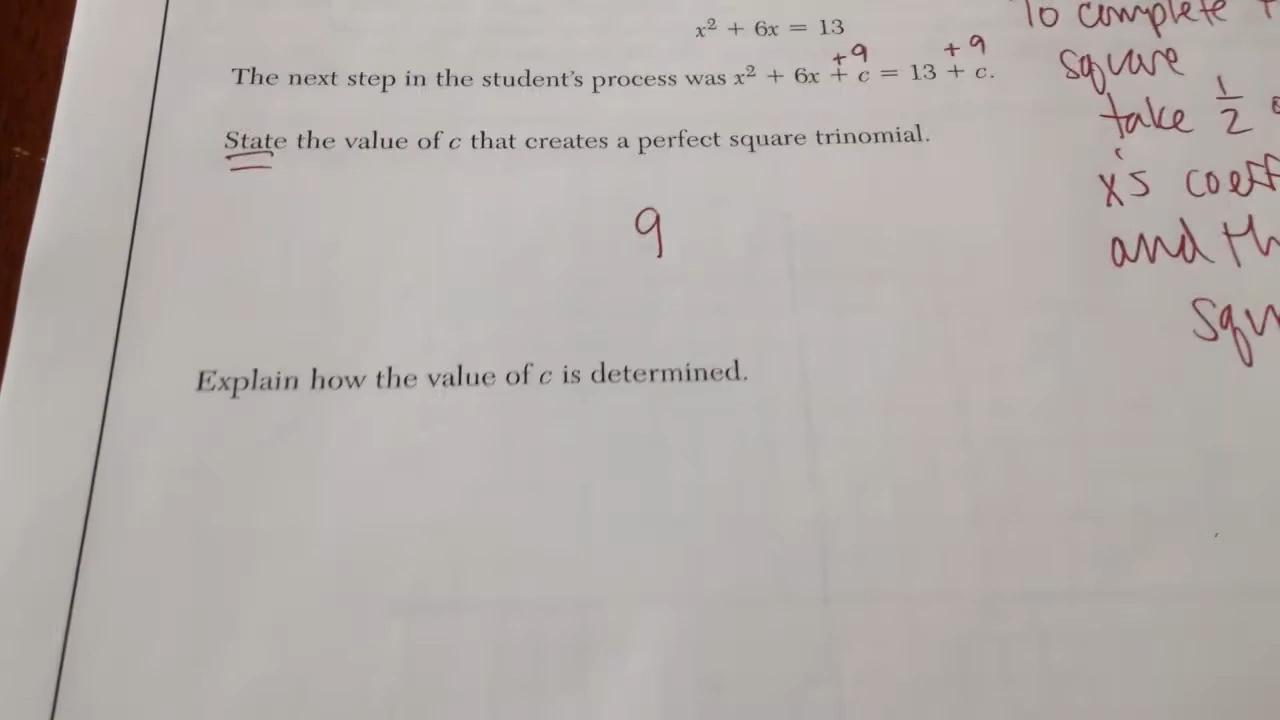 x² + 6x = 13
+9 +9
The next step in the student's process was x² + 6x + c = 13 + c.
State the value of c that creates a perfect square trinomial.
9
Explain how the value of c is determined.
To complete
square
take 1/2
x's coeff
and th
squ